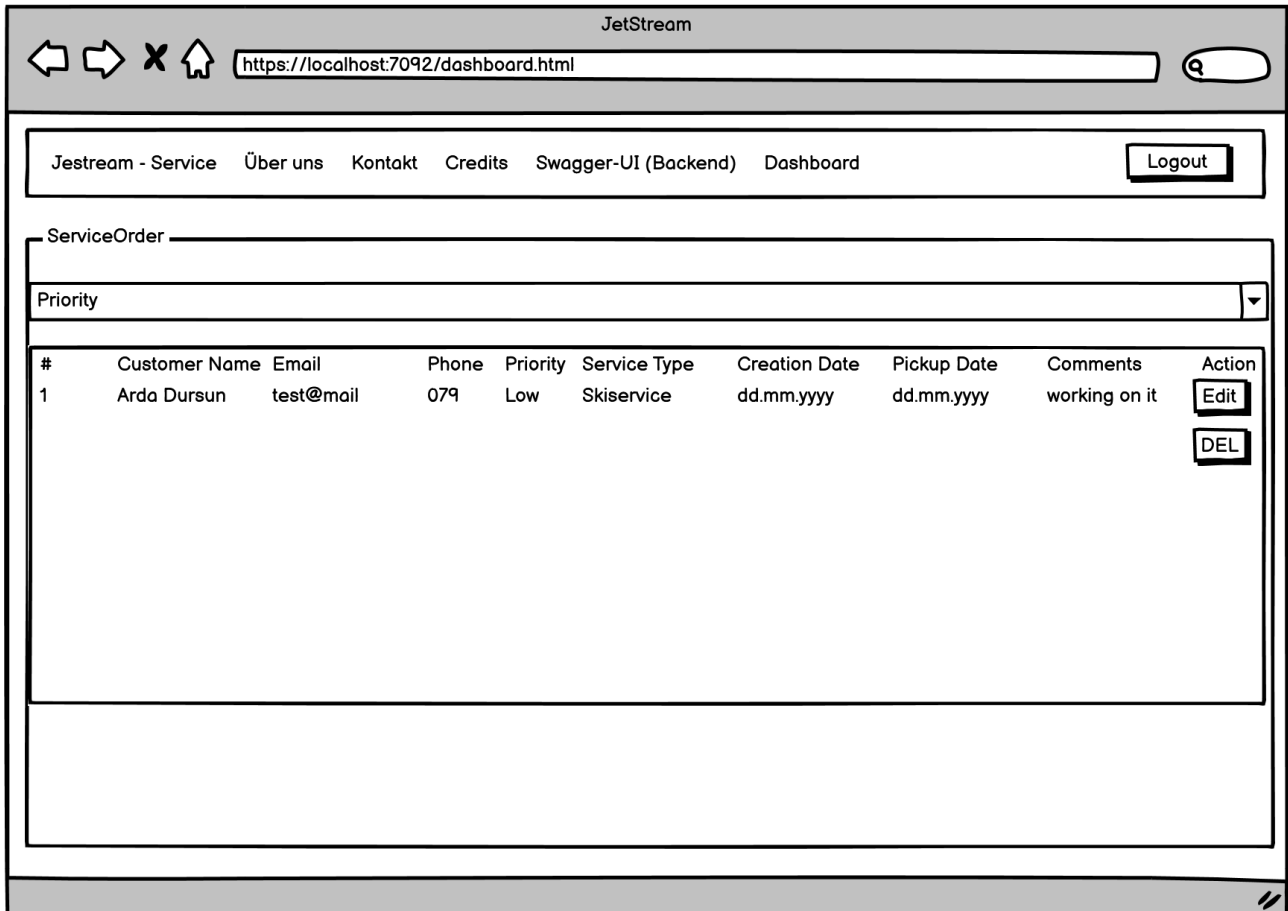 JetStream
https://localhost:7092/dashboard.html
Jestream - Service Über uns Kontakt Credits Swagger-UI (Backend) Dashboard Logout
ServiceOrder
Priority
# Customer Name Email Phone Priority Service Type Creation Date Pickup Date Comments Action
1 Arda Dursun test@mail 079 Low Skiservice dd.mm.yyyy dd.mm.yyyy working on it Edit
DEL